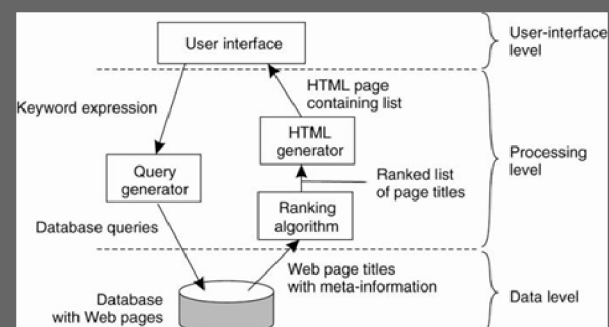 User interface
User-interface
level
Keyword expression
HTML page
containing list
HTML
generator
Processing
level
Query
generator
Ranked list
of page titles
Ranking
algorithm
Database queries
Web page titles
with meta-information
Database
with Web pages
Data level